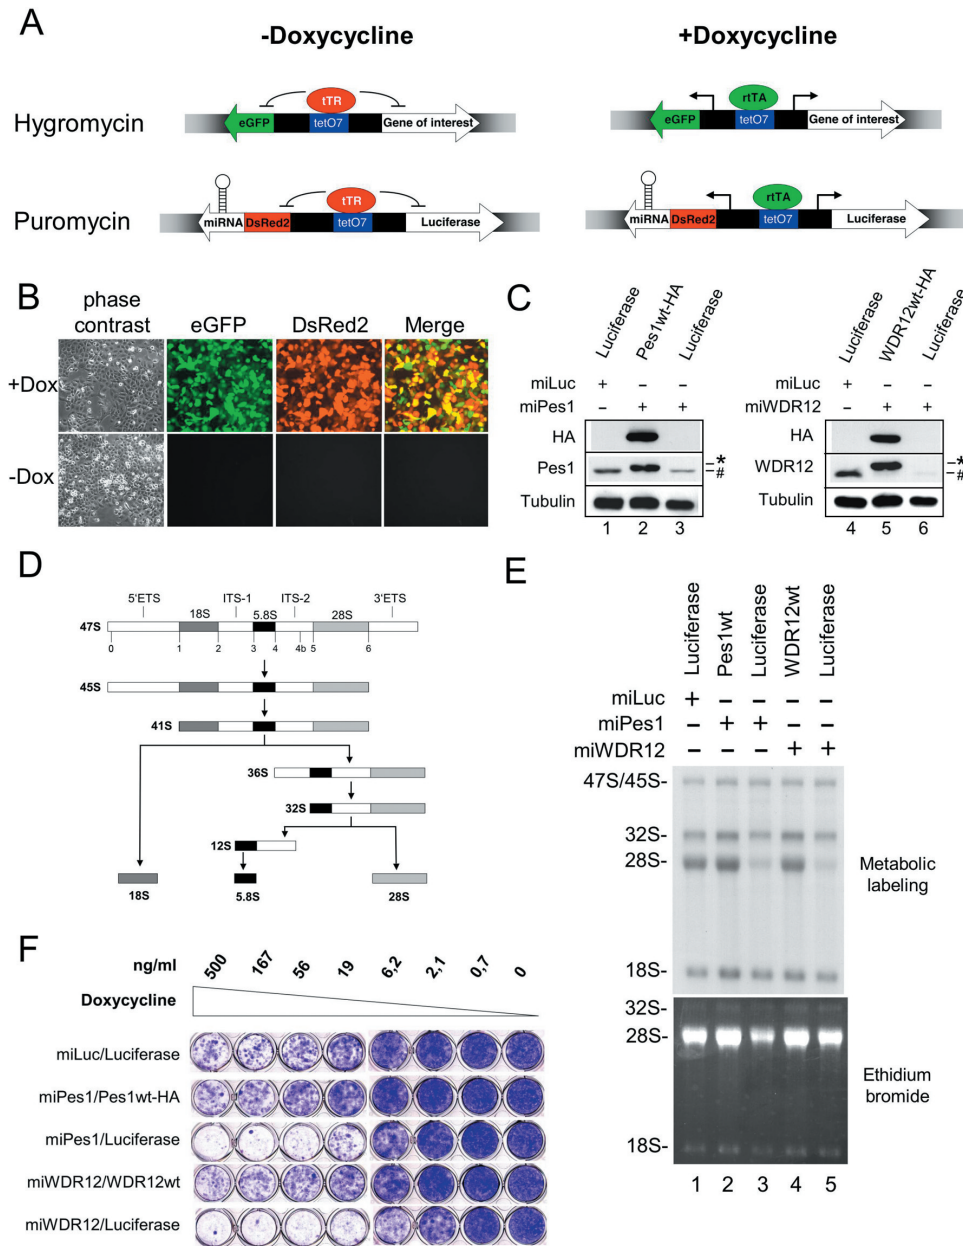 A
-Doxycycline
+Doxycycline
Hygromycin
tTR
eGFP
tetO7
Gene of interest
rtTA
eGFP
tetO7
Gene of interest
Puromycin
tTR
miRNA
DsRed2
tetO7
Luciferase
rtTA
miRNA
DsRed2
tetO7
Luciferase
B
phase contrast
eGFP
DsRed2
Merge
+Dox
-Dox
C
Luciferase
Pes1wt-HA
Luciferase
miLuc + – –
miPes1 – + +
HA
Pes1
*
#
Tubulin
1 2 3
Luciferase
WDR12wt-HA
Luciferase
miLuc + – –
miWDR12 – + +
HA
WDR12
*
#
Tubulin
4 5 6
D
5'ETS
ITS-1
ITS-2
3'ETS
18S
5.8S
28S
47S
0 1 2 3 4 4b 5 6
45S
41S
36S
32S
12S
18S
5.8S
28S
E
Luciferase
Pes1wt
Luciferase
WDR12wt
Luciferase
miLuc + – – – –
miPes1 – + + – –
miWDR12 – – – + +
47S/45S-
32S-
28S-
18S-
Metabolic
labeling
32S-
28S-
18S-
Ethidium
bromide
1 2 3 4 5
F
ng/ml
500 167 56 19 6,2 2,1 0,7 0
Doxycycline
miLuc/Luciferase
miPes1/Pes1wt-HA
miPes1/Luciferase
miWDR12/WDR12wt
miWDR12/Luciferase